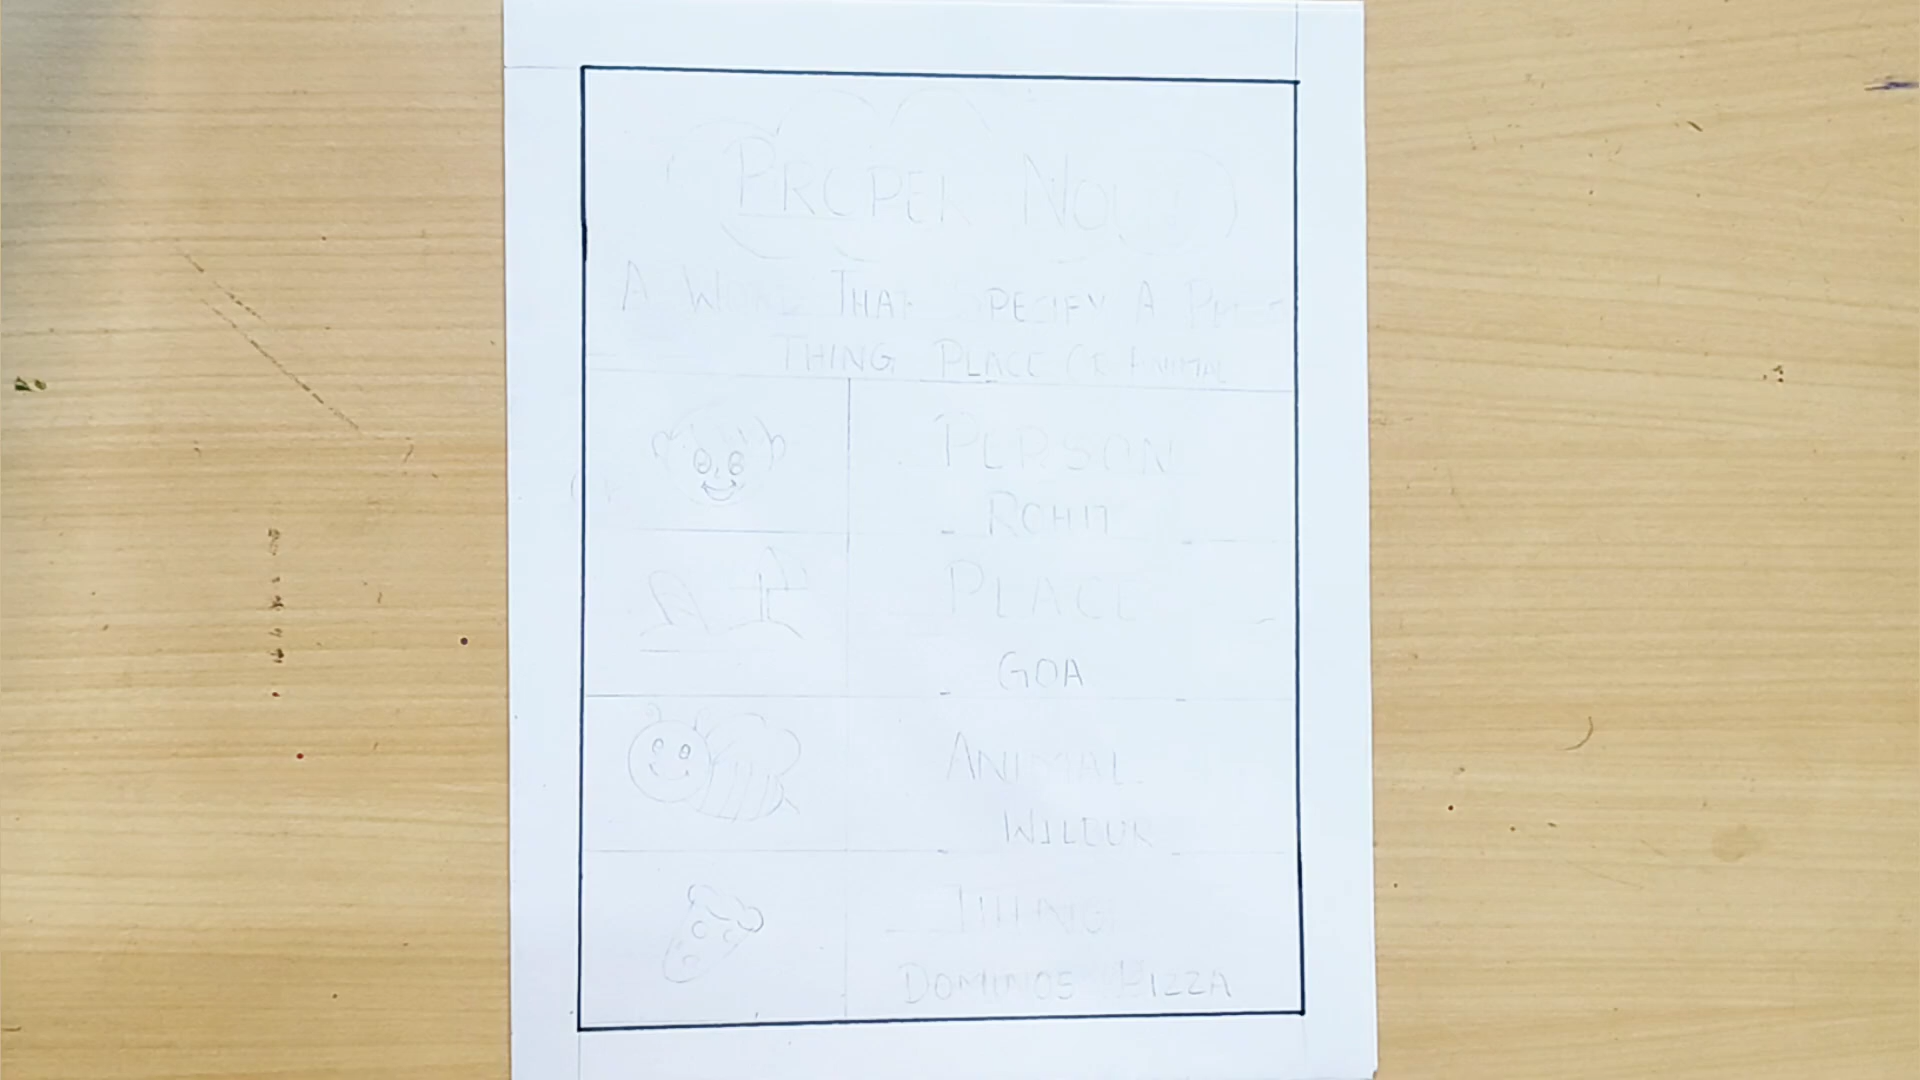 PROPER NOUN
A WORD THAT SPECIFY A
THING PLACE OR ANIMAL
PERSON
ROHIT
PLACE
GOA
ANIMAL
WILBUR
THING
DOMINOS PIZZA